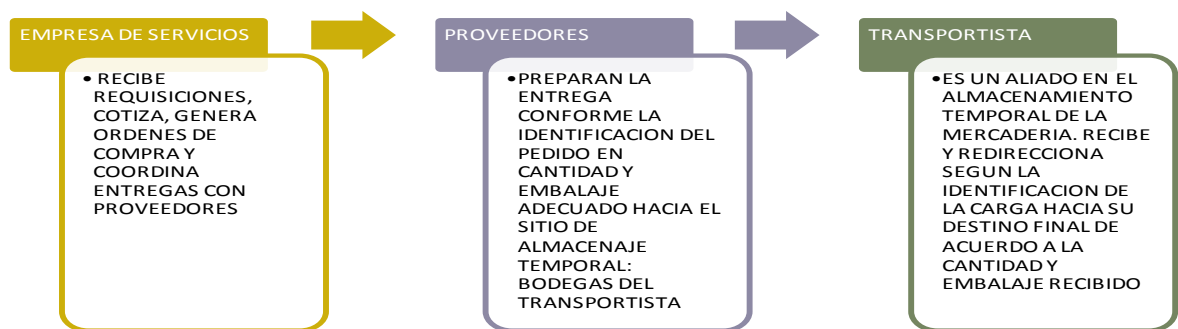 EMPRESA DE SERVICIOS
• RECIBE
REQUISICIONES,
COTIZA, GENERA
ORDENES DE
COMPRA Y
COORDINA
ENTREGAS CON
PROVEEDORES
PROVEEDORES
•PREPARAN LA
ENTREGA
CONFORME LA
IDENTIFICACION DEL
PEDIDO EN
CANTIDAD Y
EMBALAJE
ADECUADO HACIA EL
SITIO DE
ALMACENAJE
TEMPORAL:
BODEGAS DEL
TRANSPORTISTA
TRANSPORTISTA
•ES UN ALIADO EN EL
ALMACENAMIENTO
TEMPORAL DE LA
MERCADERIA. RECIBE
Y REDIRECCIONA
SEGUN LA
IDENTIFICACION DE
LA CARGA HACIA SU
DESTINO FINAL DE
ACUERDO A LA
CANTIDAD Y
EMBALAJE RECIBIDO